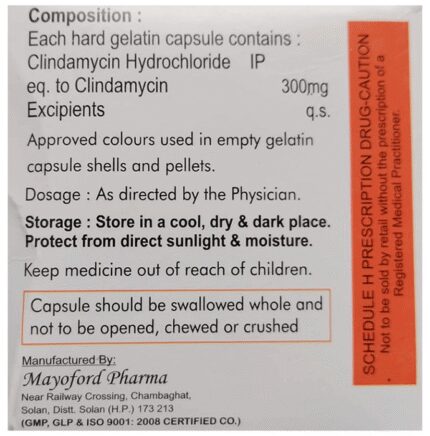 Composition :
Each hard gelatin capsule contains :
Clindamycin Hydrochloride IP
eq. to Clindamycin 300mg
Excipients q.s.
Approved colours used in empty gelatin
capsule shells and pellets.
Dosage : As directed by the Physician.
Storage : Store in a cool, dry & dark place.
Protect from direct sunlight & moisture.
Keep medicine out of reach of children.
Capsule should be swallowed whole and
not to be opened, chewed or crushed
Manufactured By:
Mayoford Pharma
Near Railway Crossing, Chambaghat,
Solan, Distt. Solan (H.P.) 173 213
(GMP, GLP & ISO 9001: 2008 CERTIFIED CO.)
SCHEDULE H PRESCRIPTION DRUG-CAUTION
Not to be sold by retail without the prescription of a
Registered Medical Practitioner.